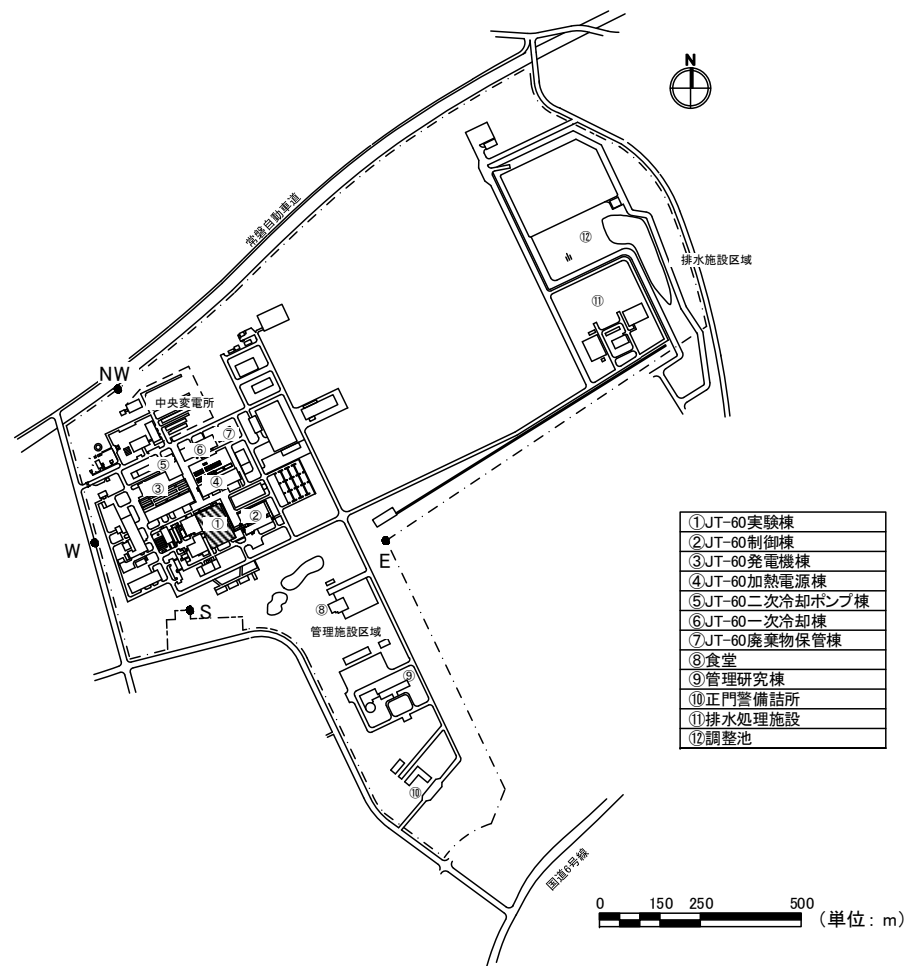 N
常磐自動車道
⑫
排水施設区域
⑪
NW
中央変電所
⑦
⑥
⑤
④
③
②
①
W
E
S
⑧
管理施設区域
⑨
⑩
①JT-60実験棟
②JT-60制御棟
③JT-60発電機棟
④JT-60加熱電源棟
⑤JT-60二次冷却ポンプ棟
⑥JT-60一次冷却棟
⑦JT-60廃棄物保管棟
⑧食堂
⑨管理研究棟
⑩正門警備詰所
⑪排水処理施設
⑫調整池
国道6号線
0 150 250 500
(単位: m)